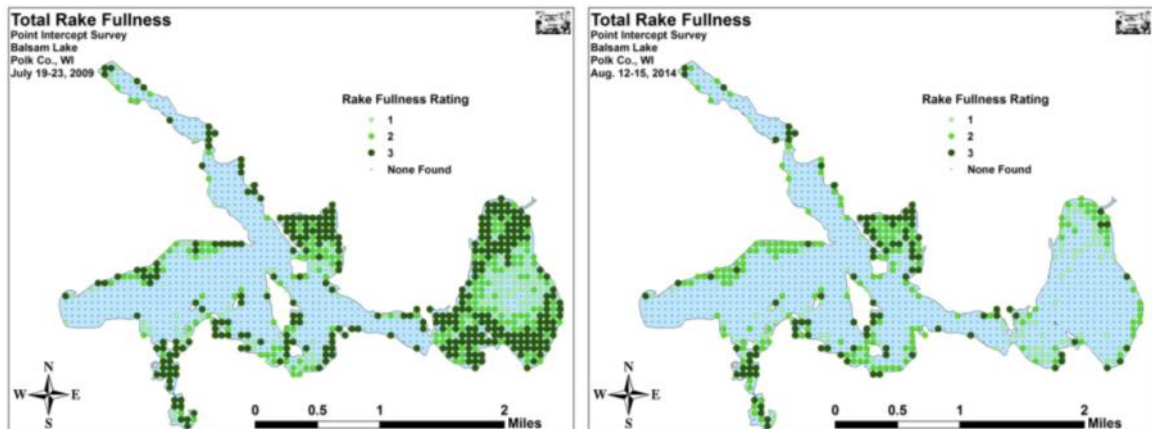 Total Rake Fullness
Point Intercept Survey
Balsam Lake
Polk Co., WI
July 19-23, 2009
Rake Fullness Rating
1
2
3
None Found
N
W E
S
0 0.5 1 2
Miles
Total Rake Fullness
Point Intercept Survey
Balsam Lake
Polk Co., WI
Aug. 12-15, 2014
Rake Fullness Rating
1
2
3
None Found
N
W E
S
0 0.5 1 2
Miles